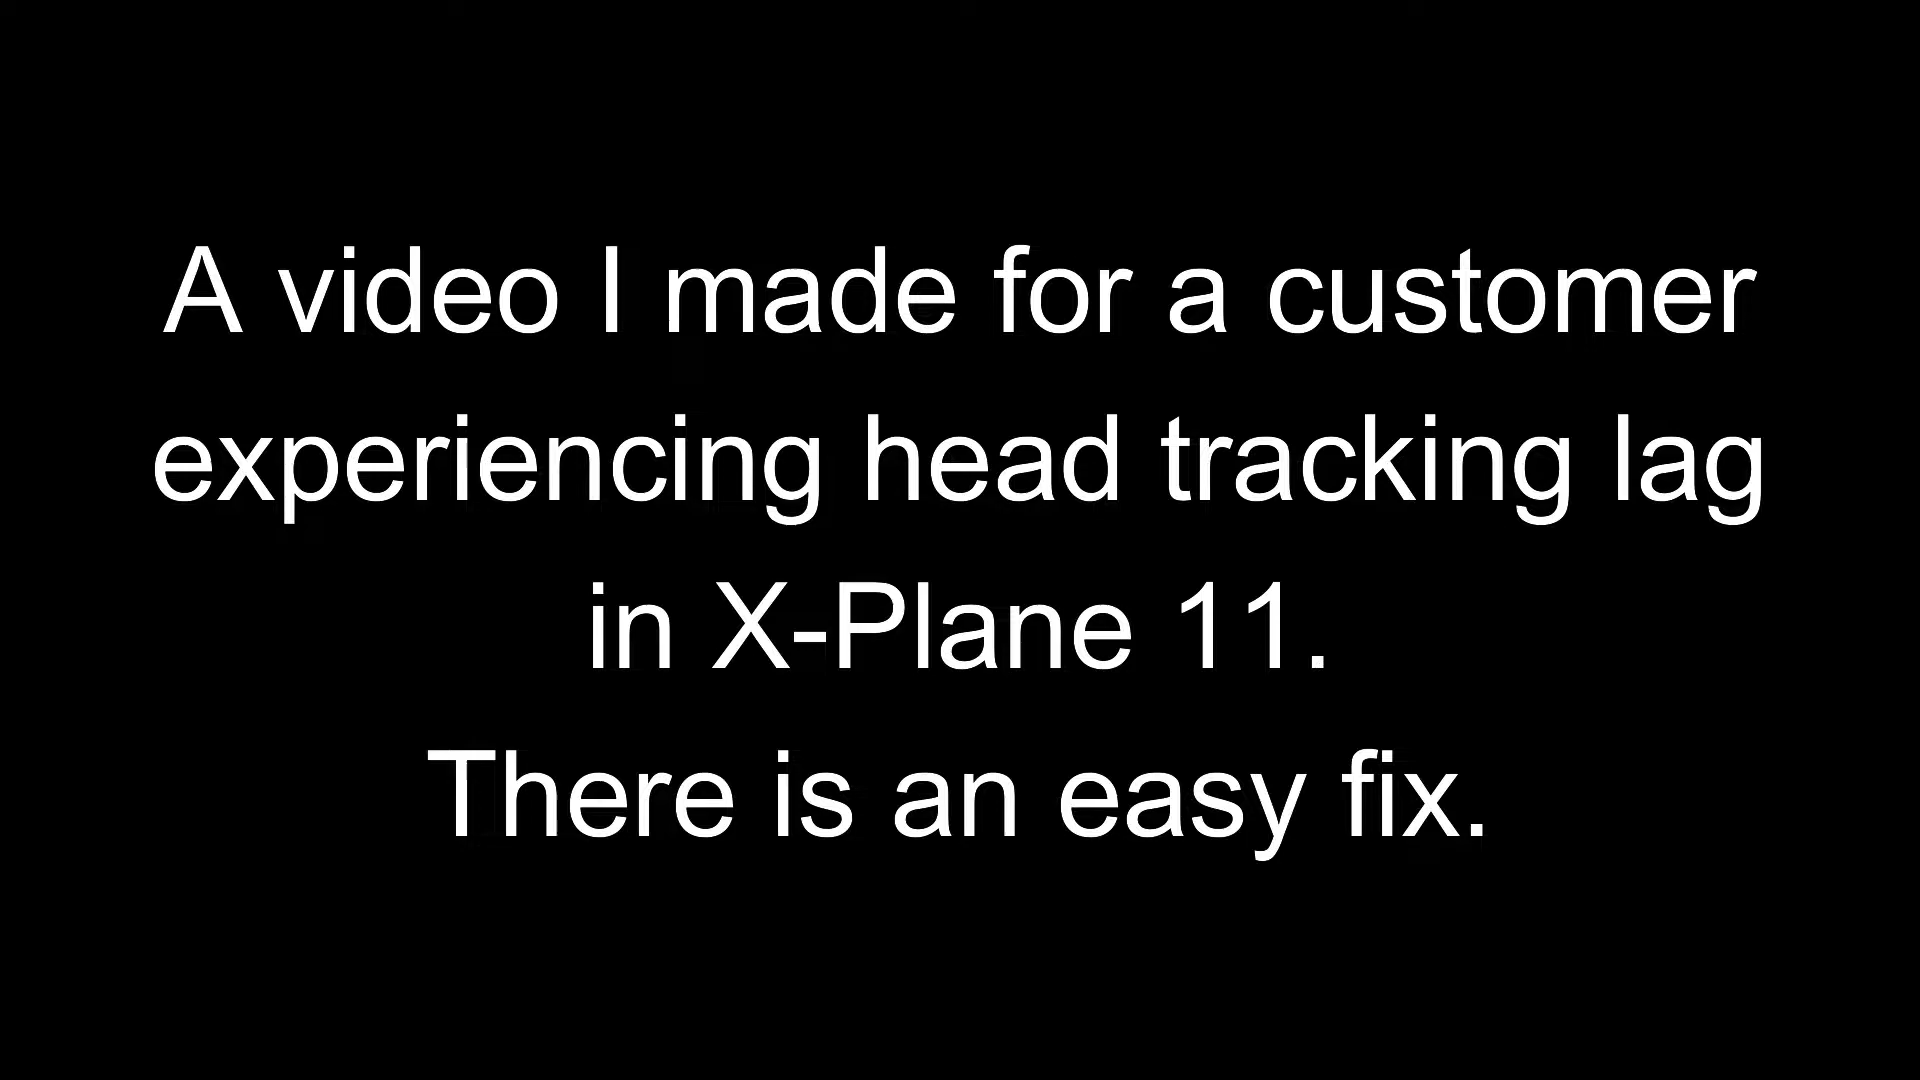 A video I made for a customer
experiencing head tracking lag
in X-Plane 11.
There is an easy fix.